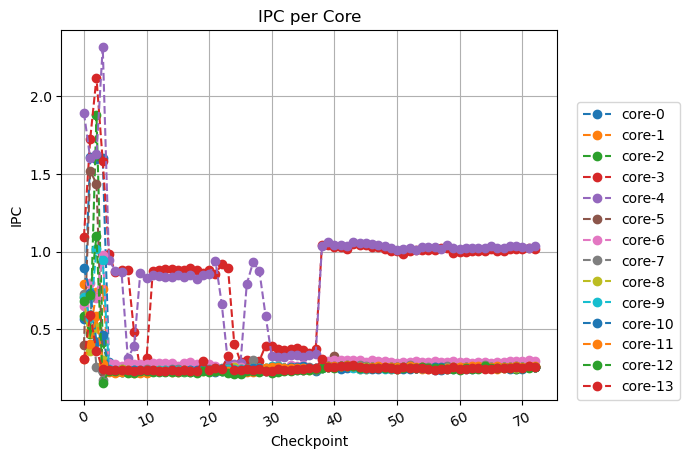 IPC per Core
IPC
2.0
1.5
1.0
0.5
0
10
20
30
40
50
60
70
Checkpoint
core-0
core-1
core-2
core-3
core-4
core-5
core-6
core-7
core-8
core-9
core-10
core-11
core-12
core-13